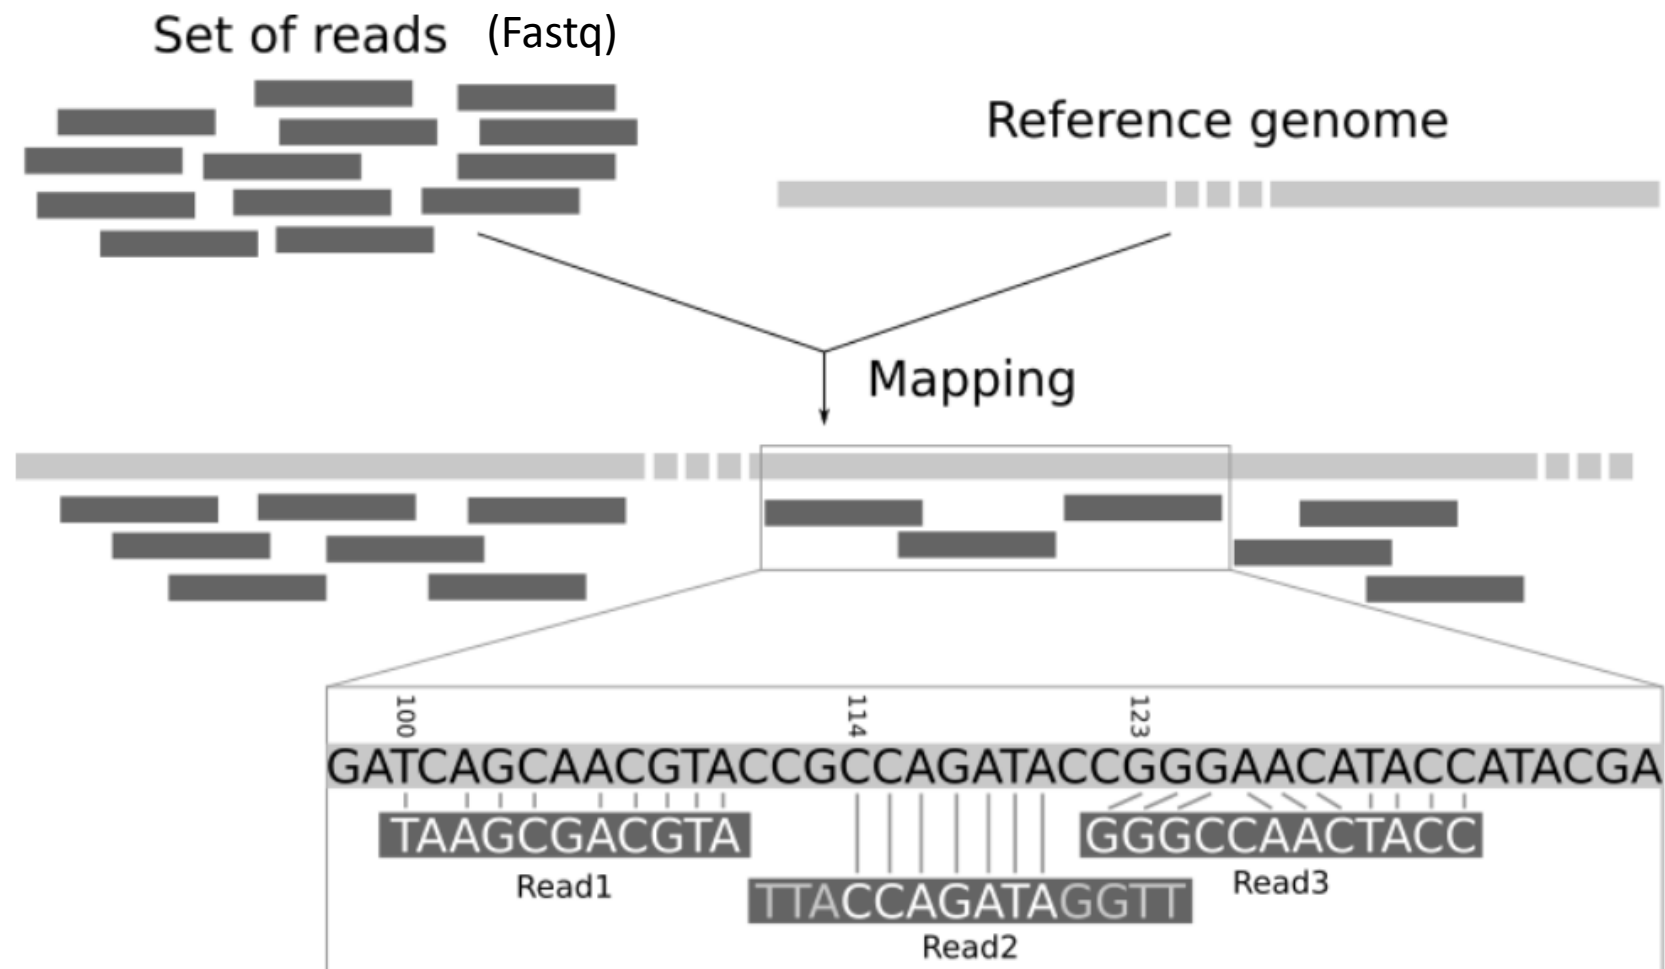 Set of reads (Fastq)
Reference genome
Mapping
100 114 123
GATCAGCAACGTACCGCCAGATACCGGGAACATACCATACGA
TAAGCGACGTA GGGCCAACTACC
Read1 Read3
TTACCAGATAGGTT
Read2